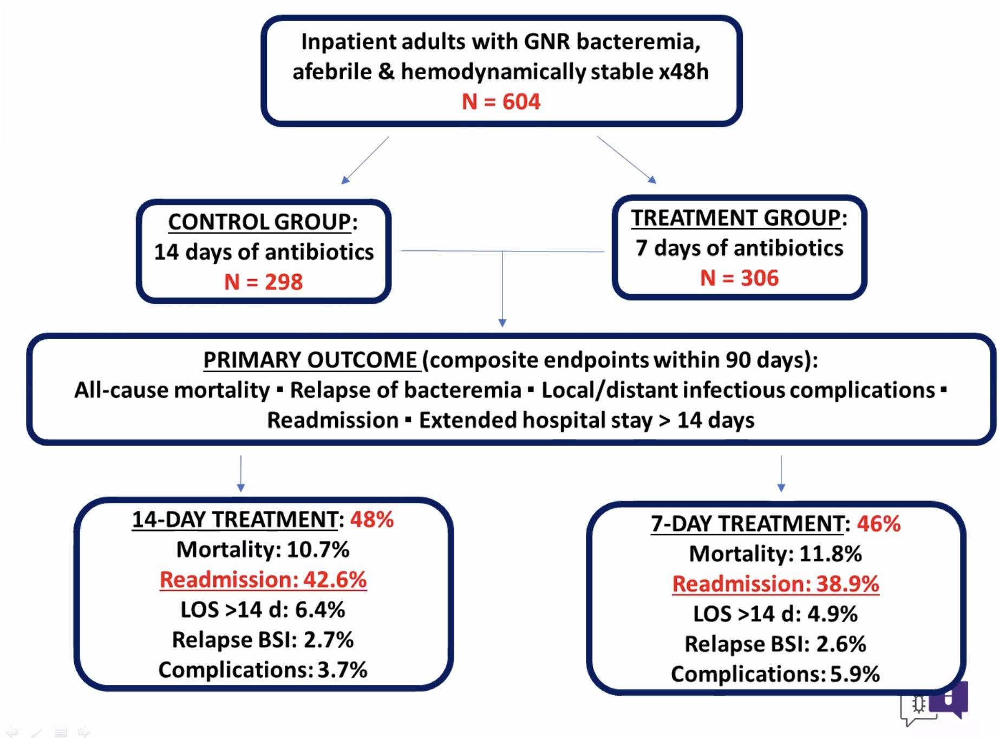 Inpatient adults with GNR bacteremia,
afebrile & hemodynamically stable x48h
N = 604
CONTROL GROUP:
14 days of antibiotics
N = 298
TREATMENT GROUP:
7 days of antibiotics
N = 306
PRIMARY OUTCOME (composite endpoints within 90 days):
All-cause mortality ▪ Relapse of bacteremia ▪ Local/distant infectious complications ▪
Readmission ▪ Extended hospital stay > 14 days
14-DAY TREATMENT: 48%
Mortality: 10.7%
Readmission: 42.6%
LOS >14 d: 6.4%
Relapse BSI: 2.7%
Complications: 3.7%
7-DAY TREATMENT: 46%
Mortality: 11.8%
Readmission: 38.9%
LOS >14 d: 4.9%
Relapse BSI: 2.6%
Complications: 5.9%